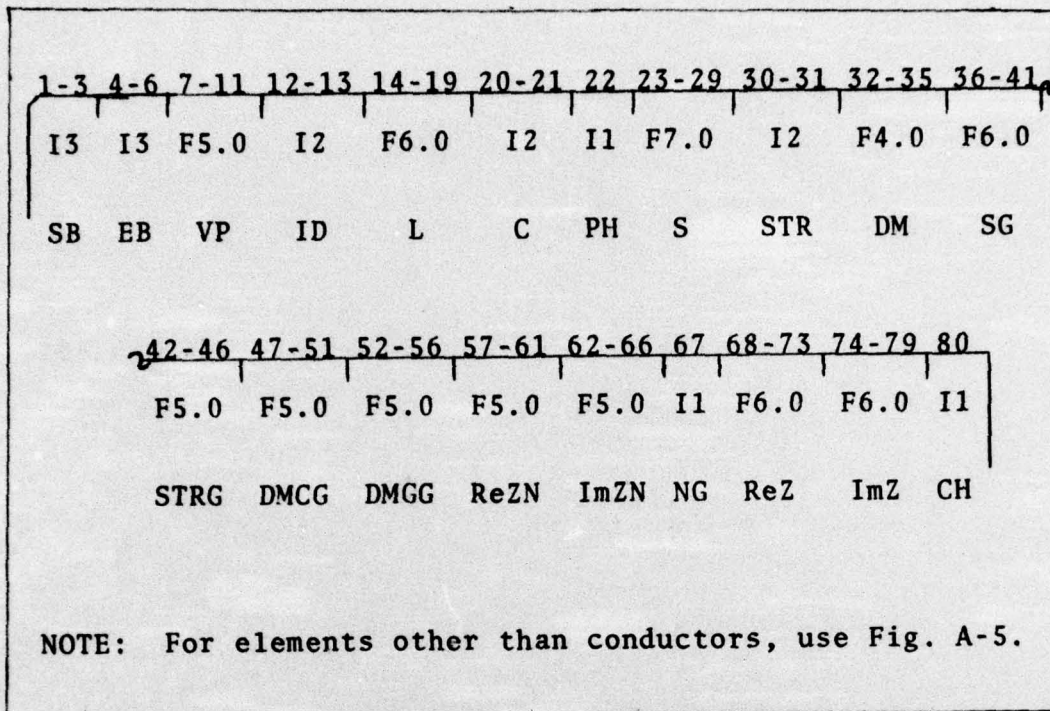 1-3 4-6 7-11 12-13 14-19 20-21 22 23-29 30-31 32-35 36-41
I3 I3 F5.0 I2 F6.0 I2 I1 F7.0 I2 F4.0 F6.0
SB EB VP ID L C PH S STR DM SG
42-46 47-51 52-56 57-61 62-66 67 68-73 74-79 80
F5.0 F5.0 F5.0 F5.0 F5.0 I1 F6.0 F6.0 I1
STRG DMCG DMGG ReZN ImZN NG ReZ ImZ CH
NOTE: For elements other than conductors, use Fig. A-5.